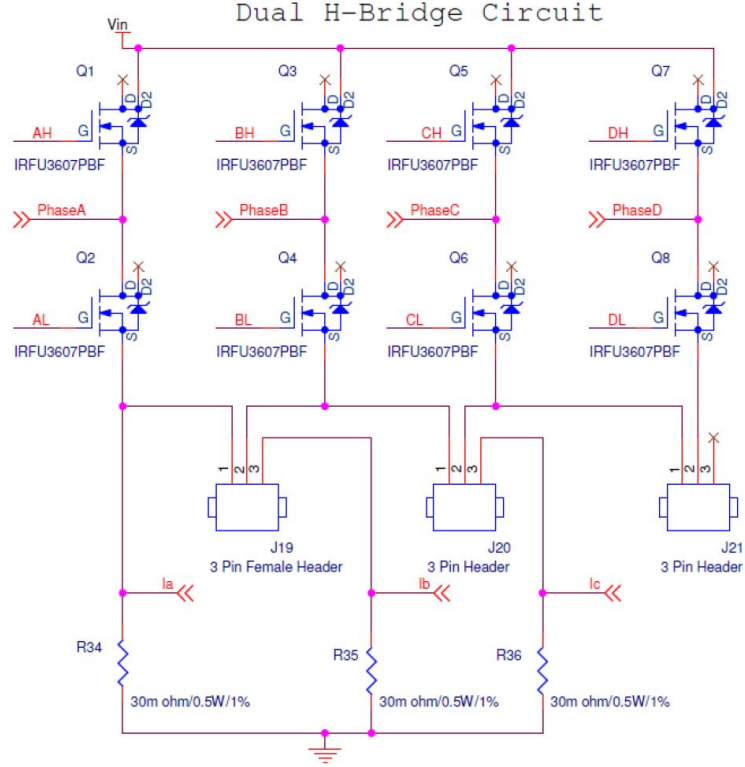 Dual H-Bridge Circuit
Vin
Q1
Q3
Q5
Q7
D
D2
D
D2
D
D2
D
D2
AH
G
BH
G
CH
G
DH
G
S
S
S
S
IRFU3607PBF
IRFU3607PBF
IRFU3607PBF
IRFU3607PBF
PhaseA
PhaseB
PhaseC
PhaseD
Q2
Q4
Q6
Q8
D
D2
D
D2
D
D2
D
D2
AL
G
BL
G
CL
G
DL
G
S
S
S
S
IRFU3607PBF
IRFU3607PBF
IRFU3607PBF
IRFU3607PBF
1
2
3
1
2
3
1
2
3
J19
J20
J21
3 Pin Female Header
3 Pin Header
3 Pin Header
Ia
Ib
Ic
R34
R35
R36
30m ohm/0.5W/1%
30m ohm/0.5W/1%
30m ohm/0.5W/1%